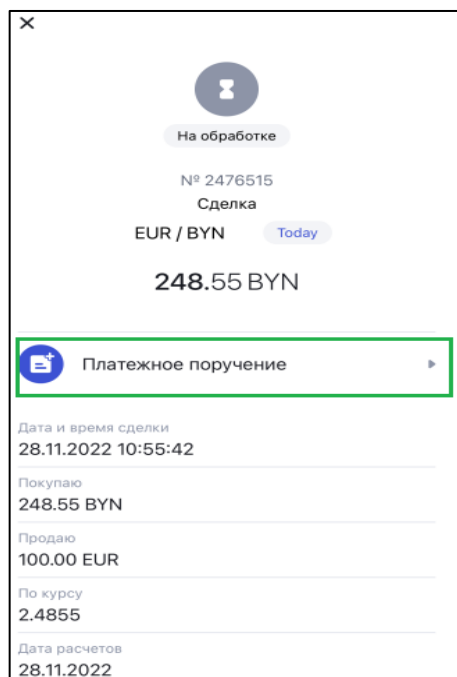 На обработке
№ 2476515
Сделка
EUR / BYN Today
248.55 BYN
Платежное поручение
Дата и время сделки
28.11.2022 10:55:42
Покупаю
248.55 BYN
Продаю
100.00 EUR
По курсу
2.4855
Дата расчетов
28.11.2022